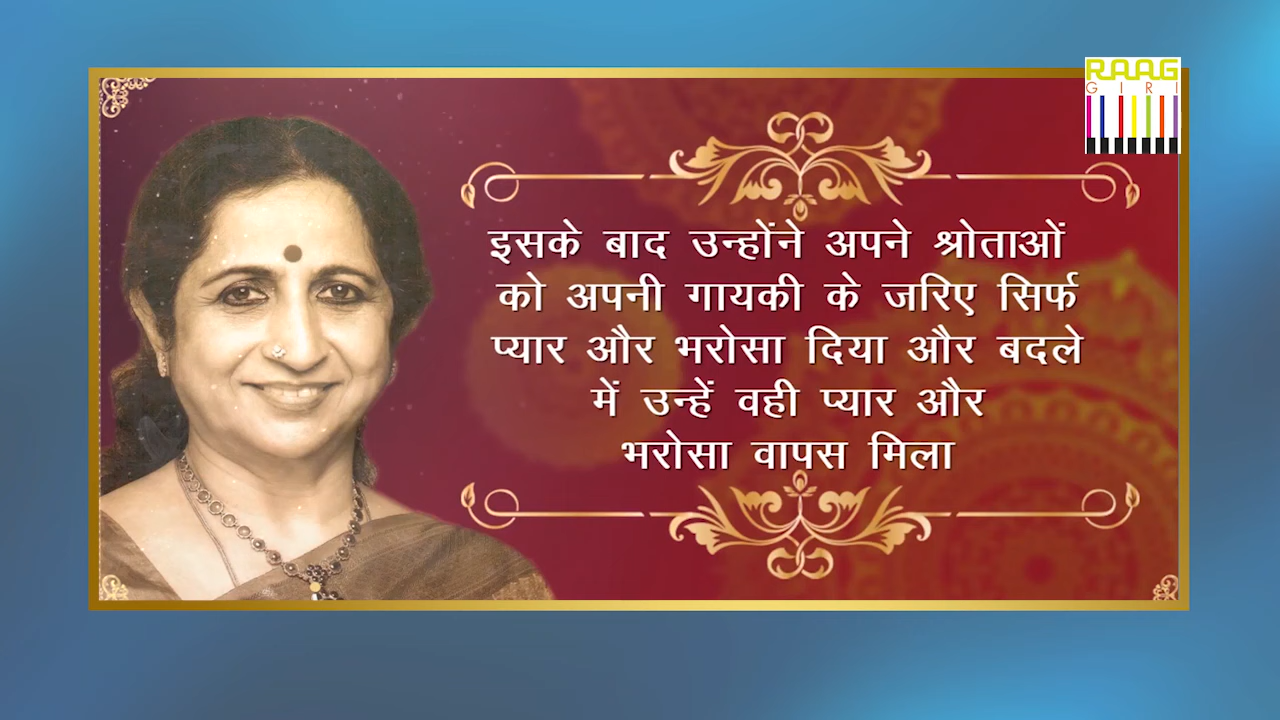 RAAG
GIRI
इसके बाद उन्होंने अपने श्रोताओं
को अपनी गायकी के जरिए सिर्फ
प्यार और भरोसा दिया और बदले
में उन्हें वही प्यार और
भरोसा वापस मिला